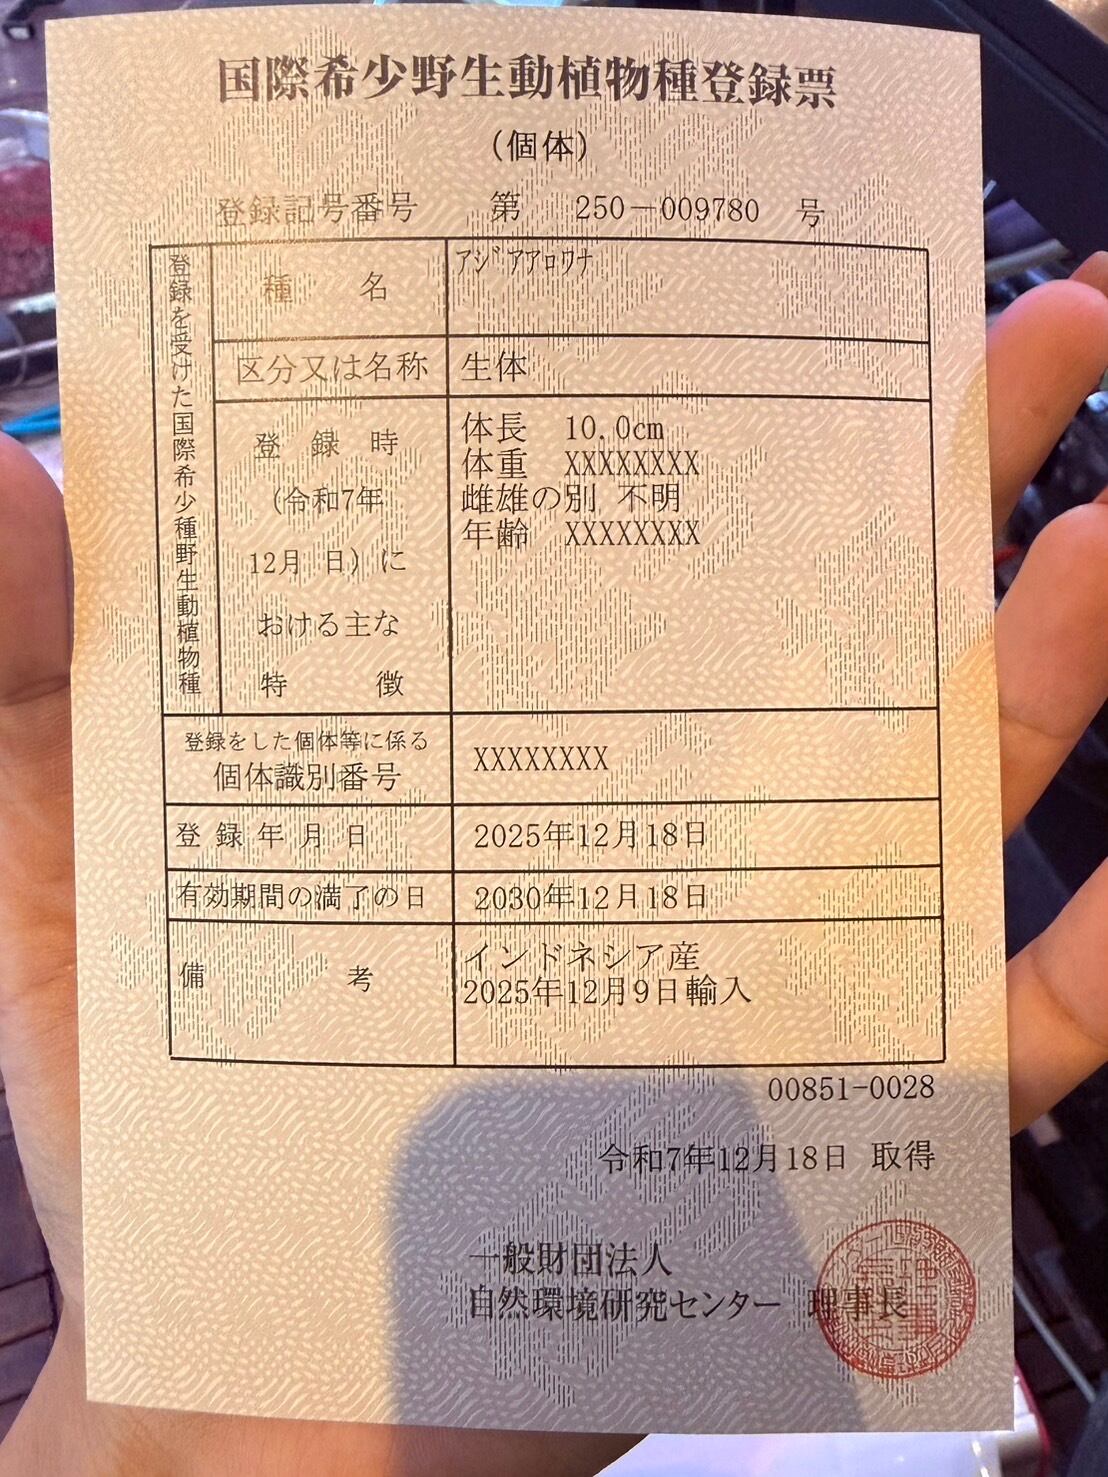 国際希少野生動植物種登録票
(個体)
登録記号番号 第 250-009780 号
登録を受けた国際希少種野生動植物種
種 名 アジアアロワナ
区分又は名称 生体
登 録 時
(令和7年
12月 日)に
おける主な
特 徴
体長 10.0cm
体重 XXXXXXXX
雌雄の別 不明
年齢 XXXXXXXX
登録をした個体等に係る
個体識別番号
XXXXXXXX
登 録 年 月 日 2025年12月18日
有効期間の満了の日 2030年12月18日
備 考
インドネシア産
2025年12月9日輸入
00851-0028
令和7年12月18日 取得
一般財団法人
自然環境研究センター 理事長